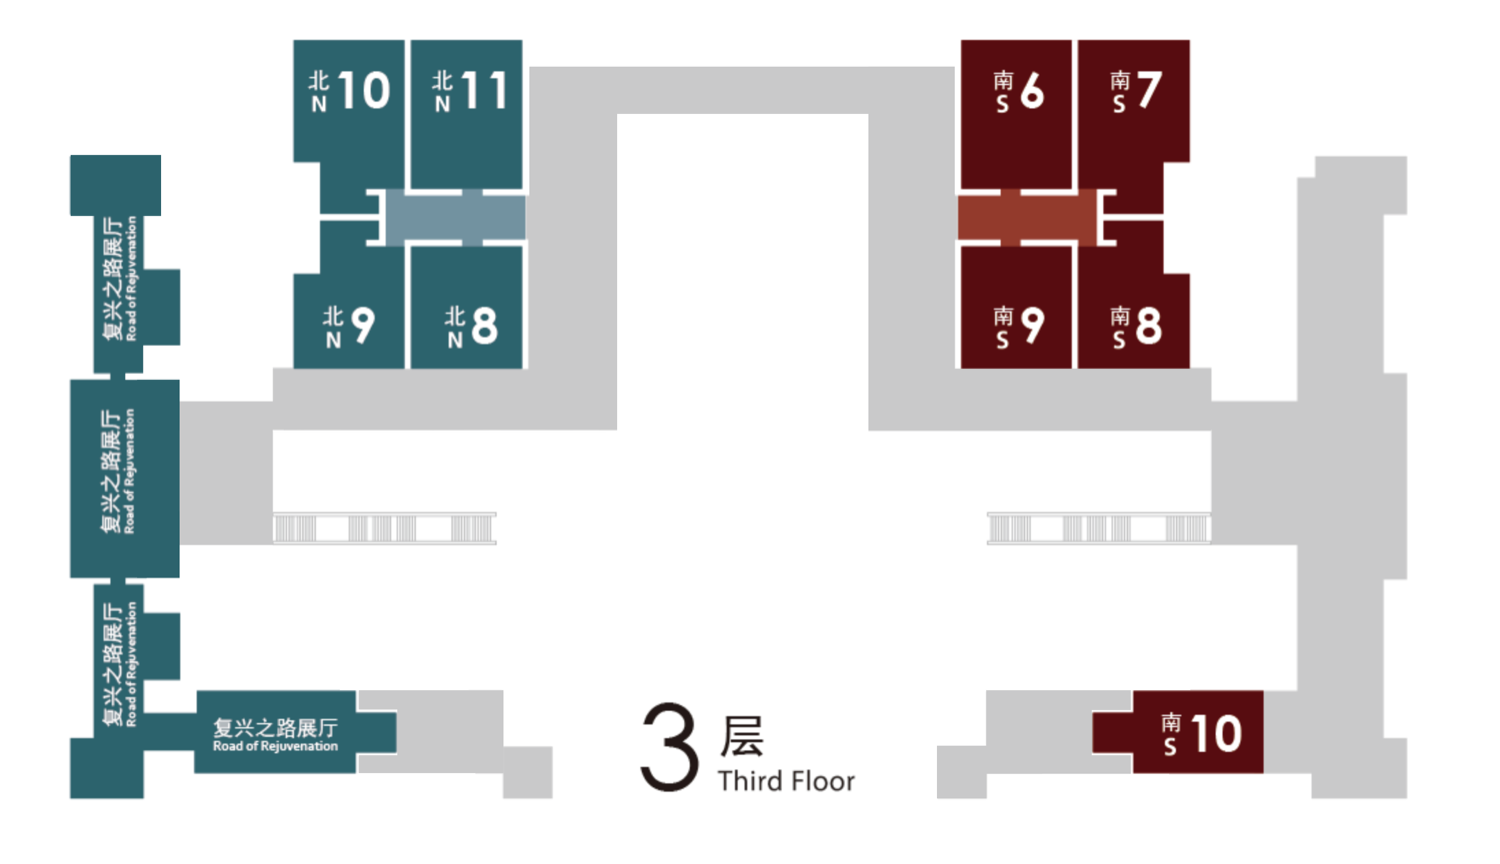 北
N 10
北
N 11
南
S 6
南
S 7
北
N 9
北
N 8
南
S 9
南
S 8
复兴之路展厅
Road of Rejuvenation
复兴之路展厅
Road of Rejuvenation
复兴之路展厅
Road of Rejuvenation
复兴之路展厅
Road of Rejuvenation
3 层
Third Floor
南
S 10